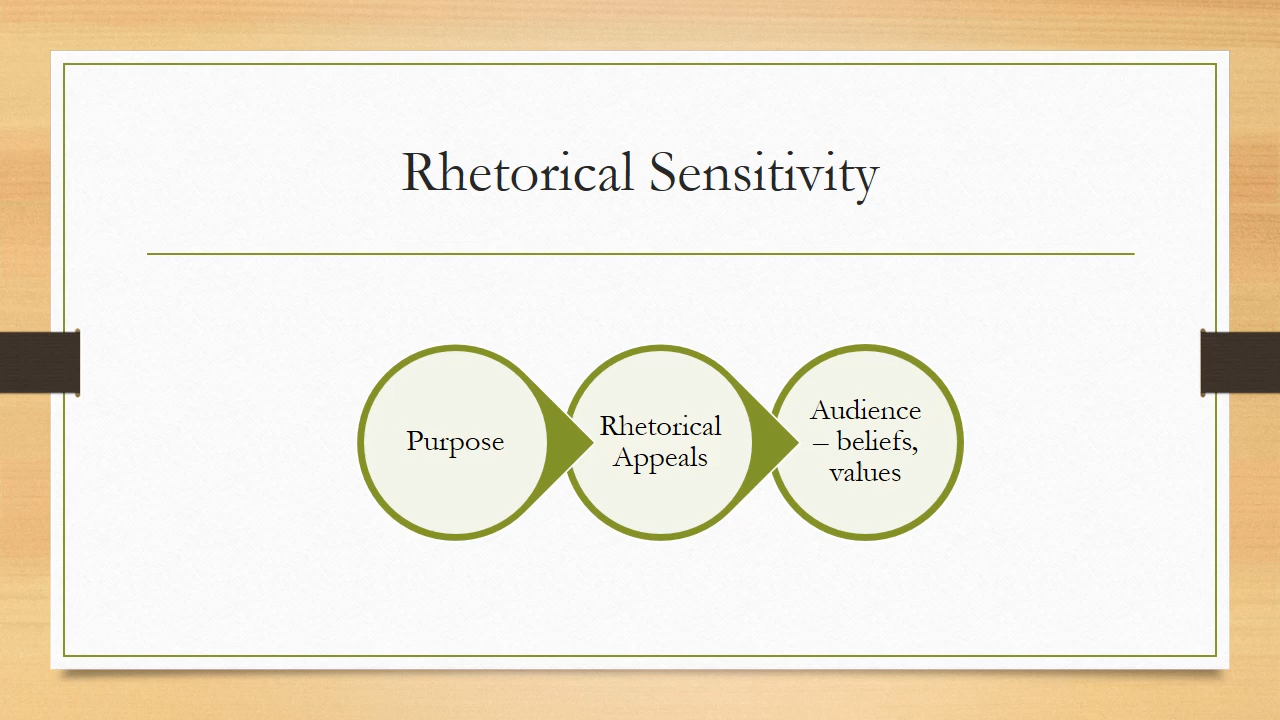 Rhetorical Sensitivity
Purpose
Rhetorical
Appeals
Audience
– beliefs,
values